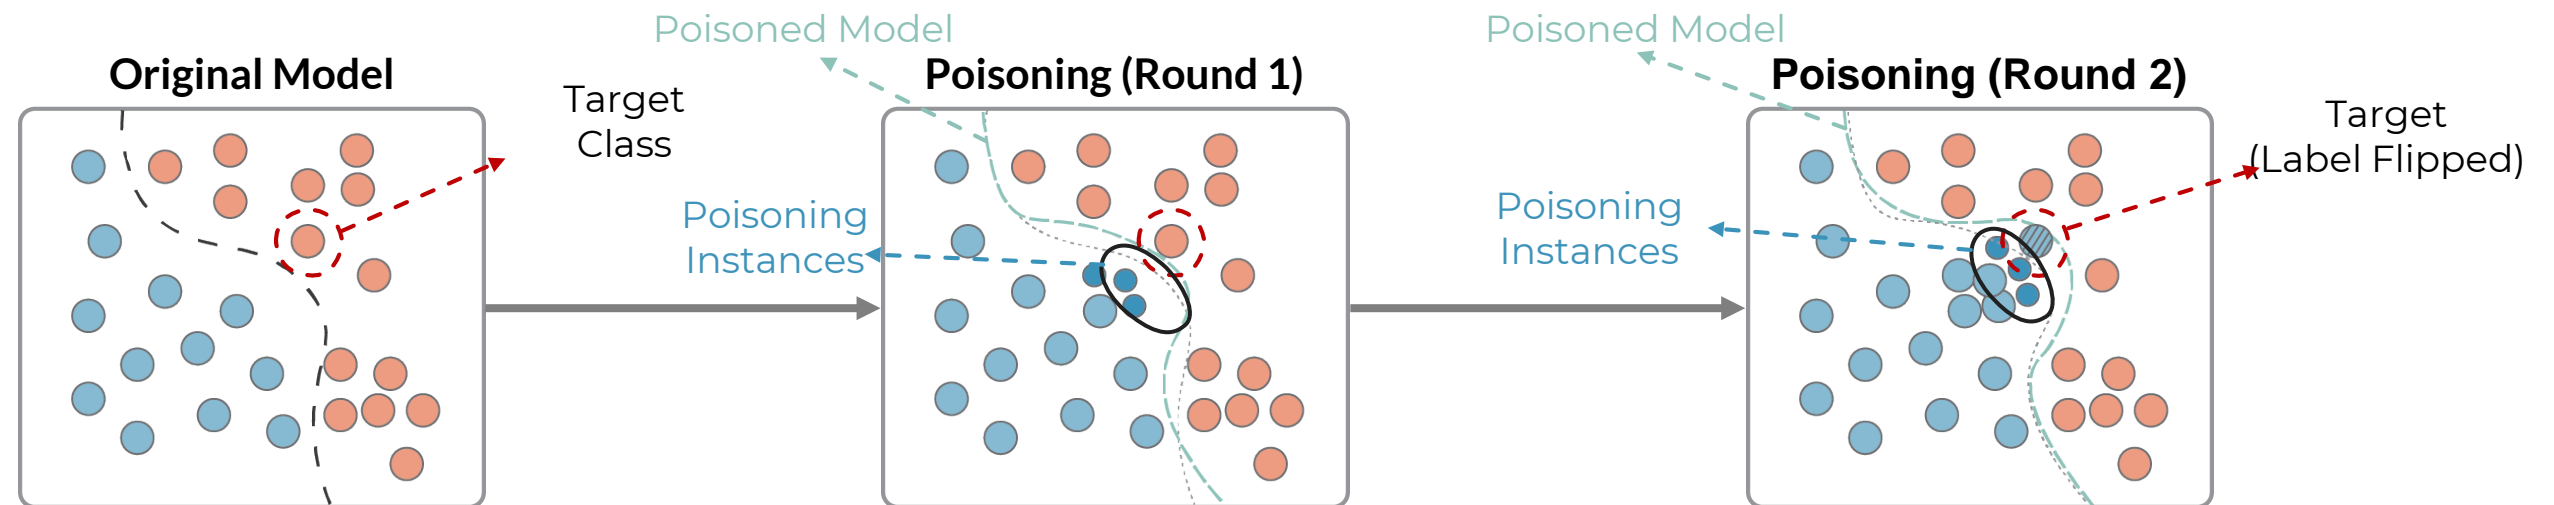 Poisoned Model
Poisoned Model
Original Model
Poisoning (Round 1)
Poisoning (Round 2)
Target
Class
Target
(Label Flipped)
Poisoning
Instances
Poisoning
Instances